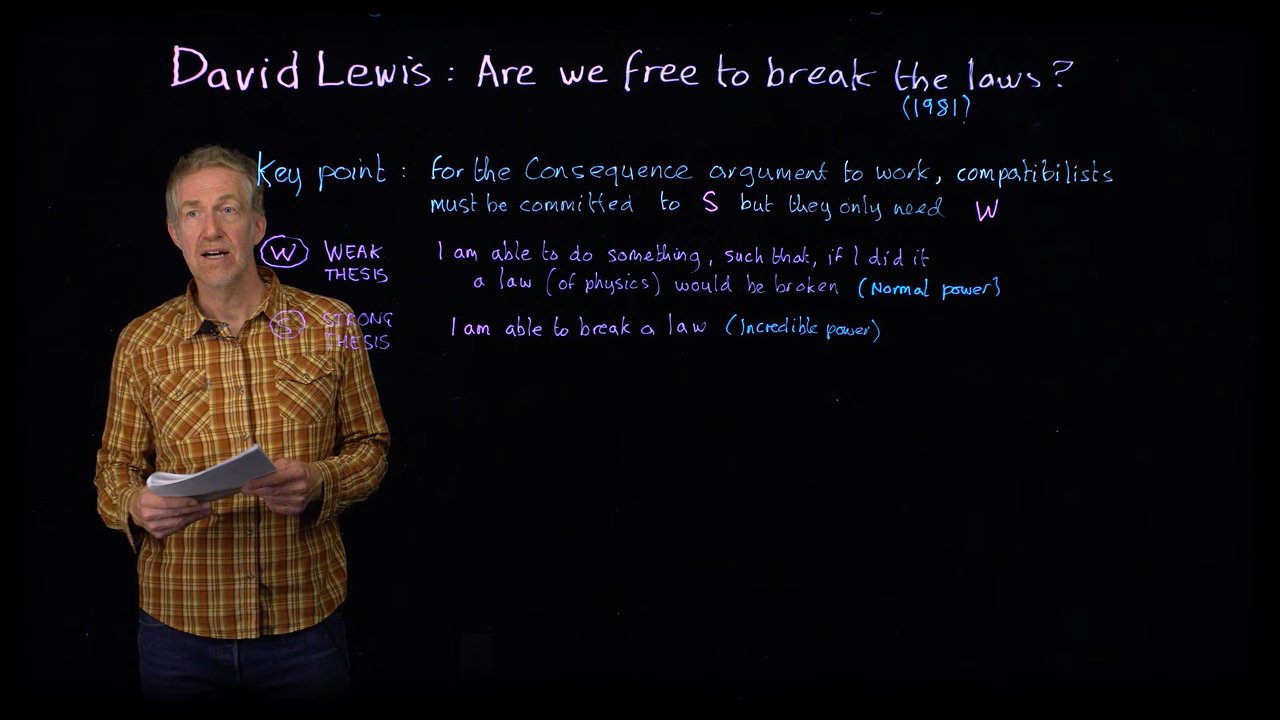 David Lewis : Are we free to break the laws?
(1981)
Key point : For the Consequence argument to work, compatibilists
must be committed to S but they only need W
W WEAK THESIS I am able to do something, such that, if I did it
a law (of physics) would be broken (Normal power)
S STRONG THESIS I am able to break a law (Incredible power)